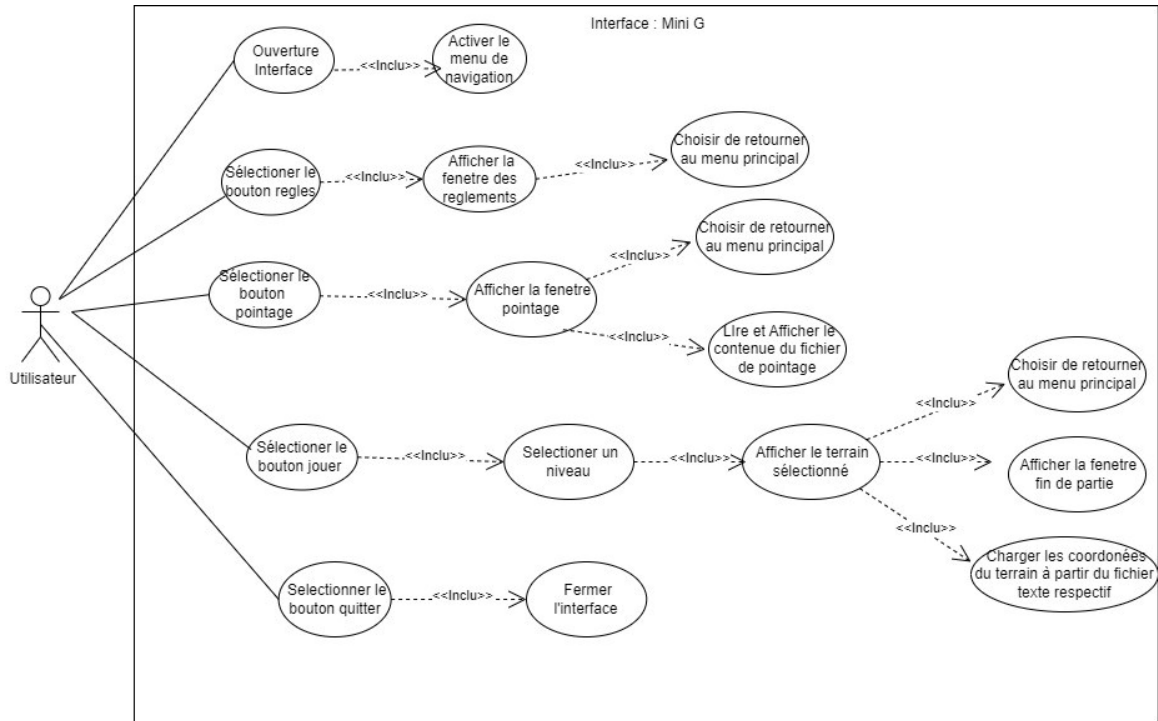 Interface : Mini G
Ouverture
Interface
<<Inclu>>
Activer le
menu de
navigation
Sélectioner le
bouton regles
<<Inclu>>
Afficher la
fenetre des
reglements
<<Inclu>>
Choisir de retourner
au menu principal
Sélectioner le
bouton
pointage
<<Inclu>>
Afficher la fenetre
pointage
<<Inclu>>
Choisir de retourner
au menu principal
<<Inclu>>
LIre et Afficher le
contenue du fichier
de pointage
Utilisateur
Sélectioner le
bouton jouer
<<Inclu>>
Selectioner un
niveau
<<Inclu>>
Afficher le terrain
sélectionné
<<Inclu>>
Choisir de retourner
au menu principal
<<Inclu>>
Afficher la fenetre
fin de partie
<<Inclu>>
Charger les coordonées
du terrain à partir du fichier
texte respectif
Selectionner le
bouton quitter
<<Inclu>>
Fermer
l'interface